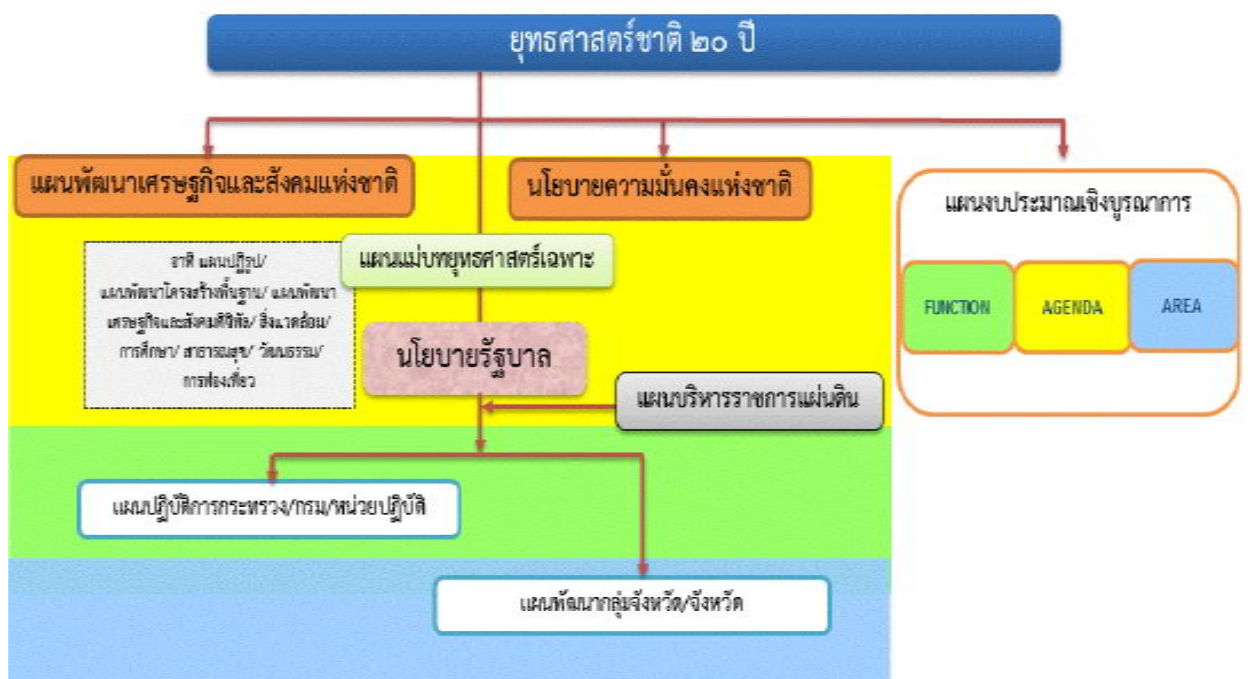 ยุทธศาสตร์ชาติ ๒๐ ปี
แผนพัฒนาเศรษฐกิจและสังคมแห่งชาติ
นโยบายความมั่นคงแห่งชาติ
แผนงบประมาณเชิงบูรณาการ
แผนแม่บทยุทธศาสตร์เฉพาะ
อาทิ แผนปฏิรูป/
แผนพัฒนาโครงสร้างพื้นฐาน/ แผนพัฒนา
เศรษฐกิจและสังคมดิจิทัล/ สิ่งแวดล้อม/
การศึกษา/ สาธารณสุข/ วัฒนธรรม/
การท่องเที่ยว
FUNCTION
AGENDA
AREA
นโยบายรัฐบาล
แผนบริหารราชการแผ่นดิน
แผนปฏิบัติการกระทรวง/กรม/หน่วยปฏิบัติ
แผนพัฒนากลุ่มจังหวัด/จังหวัด